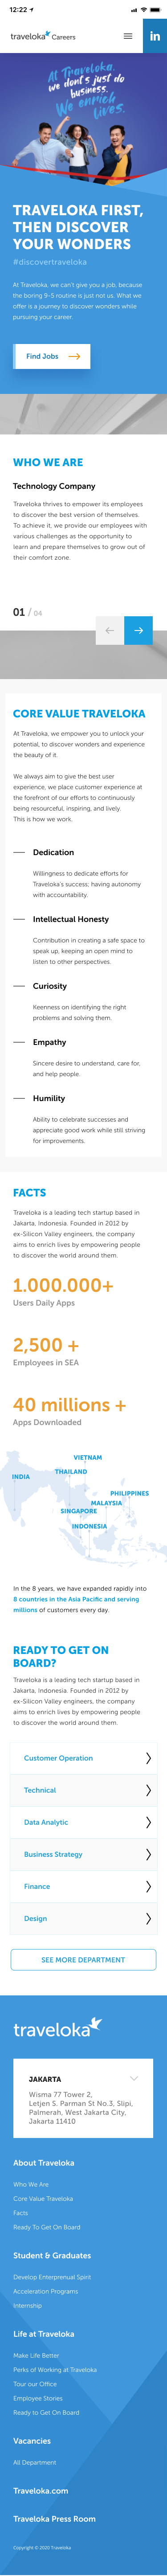 12:22
traveloka Careers
in
At Traveloka,
we don't just do
business.
We enrich
lives.
TRAVELOKA FIRST,
THEN DISCOVER
YOUR WONDERS
#discovertraveloka
At Traveloka, we can't give you a job, because
the boring 9-5 routine is just not us. What we
offer is a journey to discover wonders while
pursuing your career.
Find Jobs
WHO WE ARE
Technology Company
Traveloka thrives to empower its employees
to discover the best version of themselves.
To achieve it, we provide our employees with
various challenges as the opportunity to
learn and prepare themselves to grow out of
their comfort zone.
01 / 04
CORE VALUE TRAVELOKA
At Traveloka, we empower you to unlock your
potential, to discover wonders and experience
the beauty of it.
We always aim to give the best user
experience, we place customer experience at
the forefront of our efforts to continuously
being resourceful, inspiring, and lively.
This is how we work.
Dedication
Willingness to dedicate efforts for
Traveloka's success; having autonomy
with accountability.
Intellectual Honesty
Contribution in creating a safe space to
speak up, keeping an open mind to
listen to other perspectives.
Curiosity
Keenness on identifying the right
problems and solving them.
Empathy
Sincere desire to understand, care for,
and help people.
Humility
Ability to celebrate successes and
appreciate good work while still striving
for improvements.
FACTS
Traveloka is a leading tech startup based in
Jakarta, Indonesia. Founded in 2012 by
ex-Silicon Valley engineers, the company
aims to enrich lives by empowering people
to discover the world around them.
1.000.000+
Users Daily Apps
2,500 +
Employees in SEA
40 millions +
Apps Downloaded
VIETNAM
THAILAND
INDIA
PHILIPPINES
MALAYSIA
SINGAPORE
INDONESIA
In the 8 years, we have expanded rapidly into
8 countries in the Asia Pacific and serving
millions of customers every day.
READY TO GET ON
BOARD?
Traveloka is a leading tech startup based in
Jakarta, Indonesia. Founded in 2012 by
ex-Silicon Valley engineers, the company
aims to enrich lives by empowering people
to discover the world around them.
Customer Operation
Technical
Data Analytic
Business Strategy
Finance
Design
SEE MORE DEPARTMENT
traveloka
JAKARTA
Wisma 77 Tower 2,
Letjen S. Parman St No.3, Slipi,
Palmerah, West Jakarta City,
Jakarta 11410
About Traveloka
Who We Are
Core Value Traveloka
Facts
Ready To Get On Board
Student & Graduates
Develop Enterprenual Spirit
Acceleration Programs
Internship
Life at Traveloka
Make Life Better
Perks of Working at Traveloka
Tour our Office
Employee Stories
Ready to Get On Board
Vacancies
All Department
Traveloka.com
Traveloka Press Room
Copyright © 2020 Traveloka